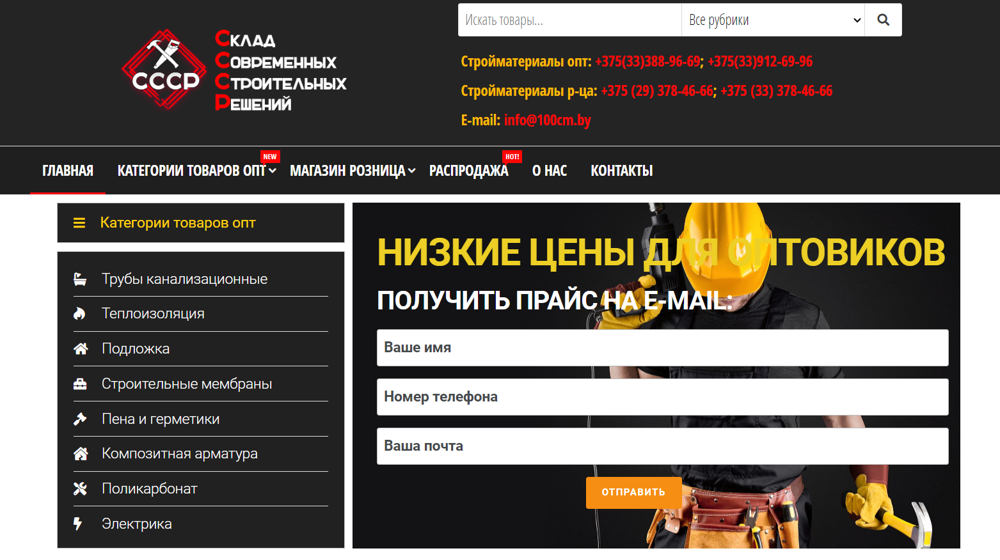 СССР
Склад
Современных
Строительных
Решений
Искать товары...
Все рубрики
Стройматериалы опт: +375(33)388-96-69; +375(33)912-69-96
Стройматериалы р-ца: +375 (29) 378-46-66; +375 (33) 378-46-66
E-mail: info@100cm.by
NEW
HOT!
ГЛАВНАЯ КАТЕГОРИИ ТОВАРОВ ОПТ МАГАЗИН РОЗНИЦА РАСПРОДАЖА О НАС КОНТАКТЫ
Категории товаров опт
Трубы канализационные
Теплоизоляция
Подложка
Строительные мембраны
Пена и герметики
Композитная арматура
Поликарбонат
Электрика
НИЗКИЕ ЦЕНЫ ДЛЯ ОПТОВИКОВ
ПОЛУЧИТЬ ПРАЙС НА E-MAIL:
Ваше имя
Номер телефона
Ваша почта
ОТПРАВИТЬ